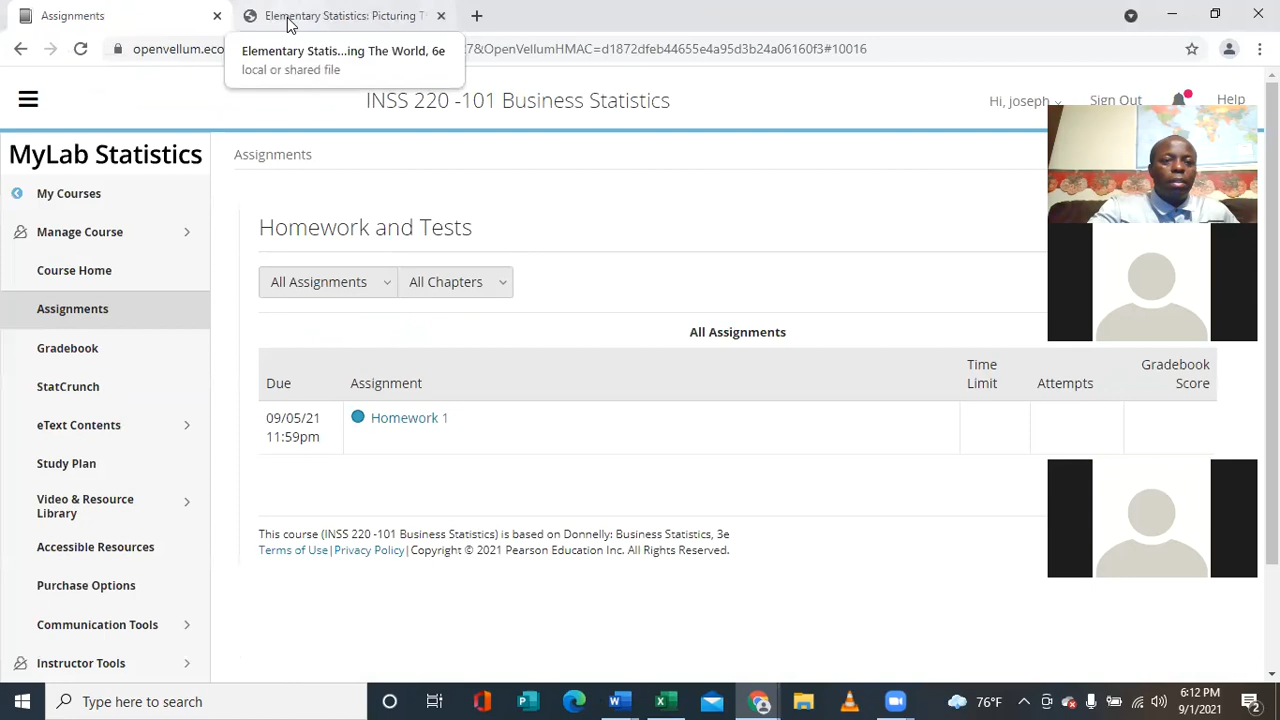 Assignments
Elementary Statistics: Picturing T
openvellum.eco
Elementary Statis...ing The World, 6e
local or shared file
27&OpenVellumHMAC=d1872dfeb44655e4a95d3b24a06160f3#10016
INSS 220 -101 Business Statistics
Hi, joseph
Sign Out
Help
MyLab Statistics
My Courses
Manage Course
Course Home
Assignments
Gradebook
StatCrunch
eText Contents
Study Plan
Video & Resource
Library
Accessible Resources
Purchase Options
Communication Tools
Instructor Tools
Assignments
Homework and Tests
All Assignments
All Chapters
All Assignments
Due
Assignment
Time
Limit
Attempts
Gradebook
Score
09/05/21
11:59pm
Homework 1
This course (INSS 220 -101 Business Statistics) is based on Donnelly: Business Statistics, 3e
Terms of Use|Privacy Policy|Copyright © 2021 Pearson Education Inc. All Rights Reserved.
Type here to search
76°F
6:12 PM
9/1/2021
2